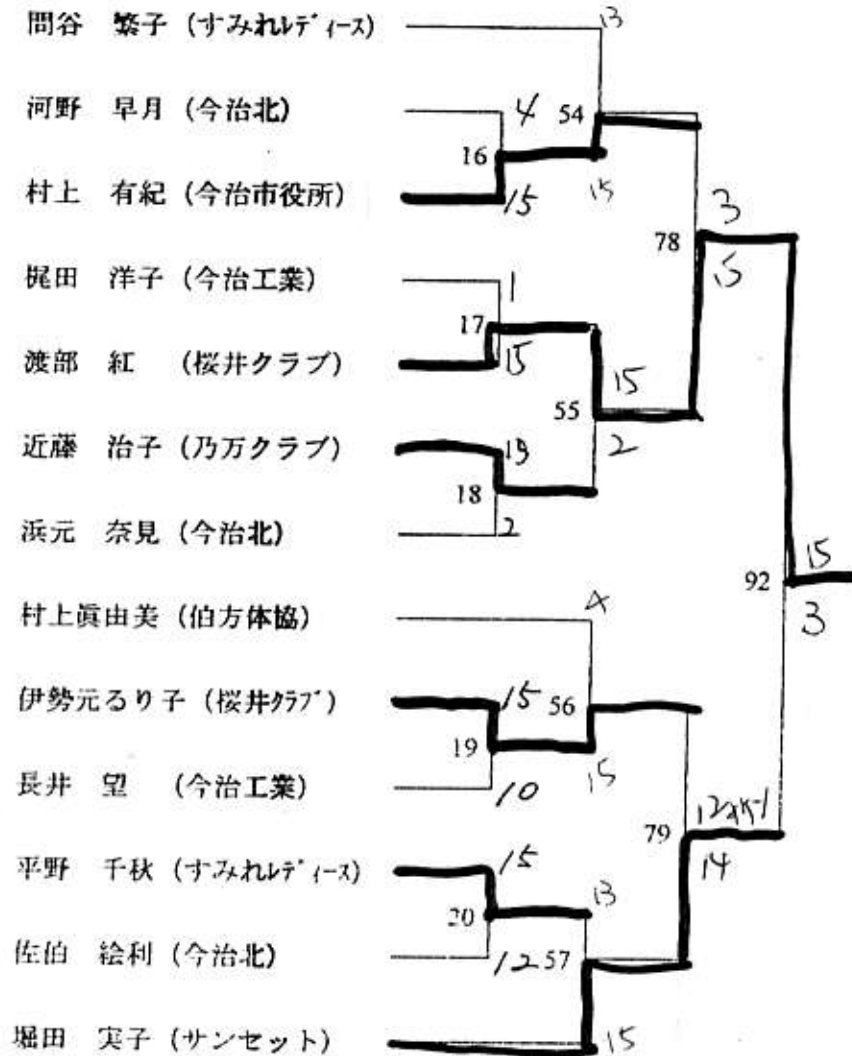 間谷 繁子 (すみれレディース)
13
河野 早月 (今治北)
4
54
16
村上 有紀 (今治市役所)
15
15
3
78
15
梶田 洋子 (今治工業)
1
17
渡部 紅 (桜井クラブ)
15
15
55
近藤 治子 (乃万クラブ)
15
2
18
浜元 奈見 (今治北)
2
15
92
3
村上眞由美 (伯方体協)
4
伊勢元るり子 (桜井クラブ)
15
56
19
長井 望 (今治工業)
10
15
12
79
14
平野 千秋 (すみれレディース)
15
13
20
佐伯 絵利 (今治北)
12
57
堀田 実子 (サンセット)
15